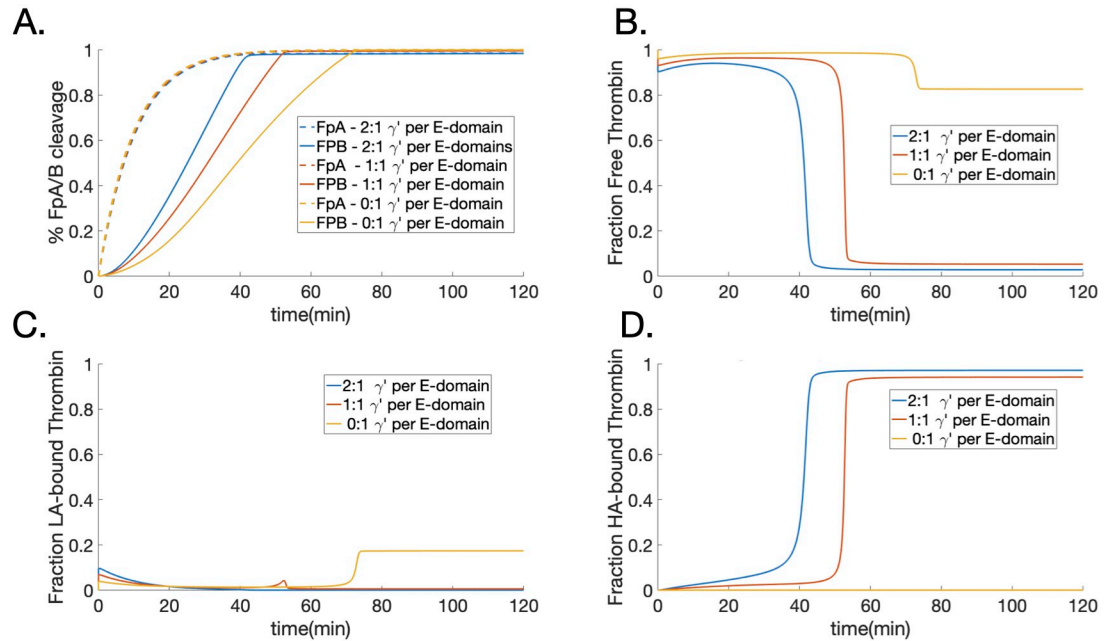 A.
% FpA/B cleavage
1
0.8
0.6
0.4
0.2
0
0 20 40 60 80 100 120
time(min)
FpA - 2:1 γ' per E-domain
FPB - 2:1 γ' per E-domains
FpA - 1:1 γ' per E-domain
FPB - 1:1 γ' per E-domain
FpA - 0:1 γ' per E-domain
FPB - 0:1 γ' per E-domain
B.
Fraction Free Thrombin
1
0.8
0.6
0.4
0.2
0
0 20 40 60 80 100 120
time(min)
2:1 γ' per E-domain
1:1 γ' per E-domain
0:1 γ' per E-domain
C.
Fraction LA-bound Thrombin
1
0.8
0.6
0.4
0.2
0
0 20 40 60 80 100 120
time(min)
2:1 γ' per E-domain
1:1 γ' per E-domain
0:1 γ' per E-domain
D.
Fraction HA-bound Thrombin
1
0.8
0.6
0.4
0.2
0
0 20 40 60 80 100 120
time(min)
2:1 γ' per E-domain
1:1 γ' per E-domain
0:1 γ' per E-domain